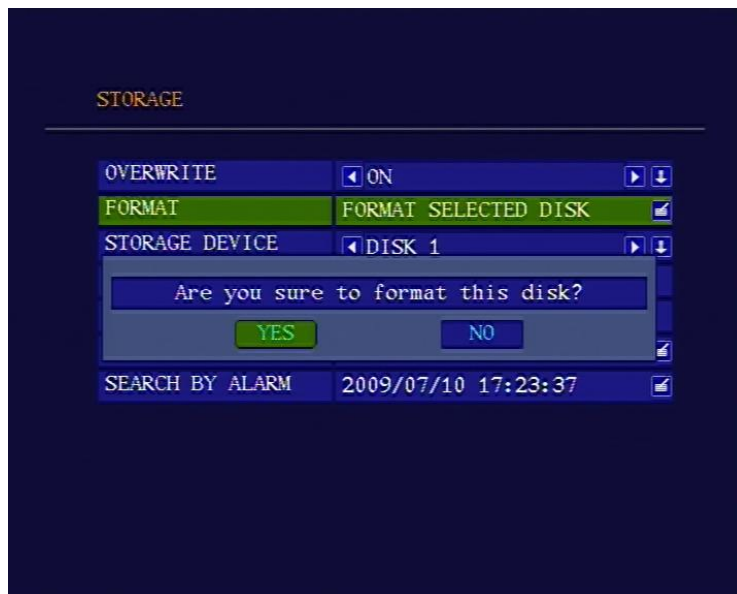 STORAGE
OVERWRITE ON
FORMAT FORMAT SELECTED DISK
STORAGE DEVICE DISK 1
Are you sure to format this disk?
YES NO
SEARCH BY ALARM 2009/07/10 17:23:37